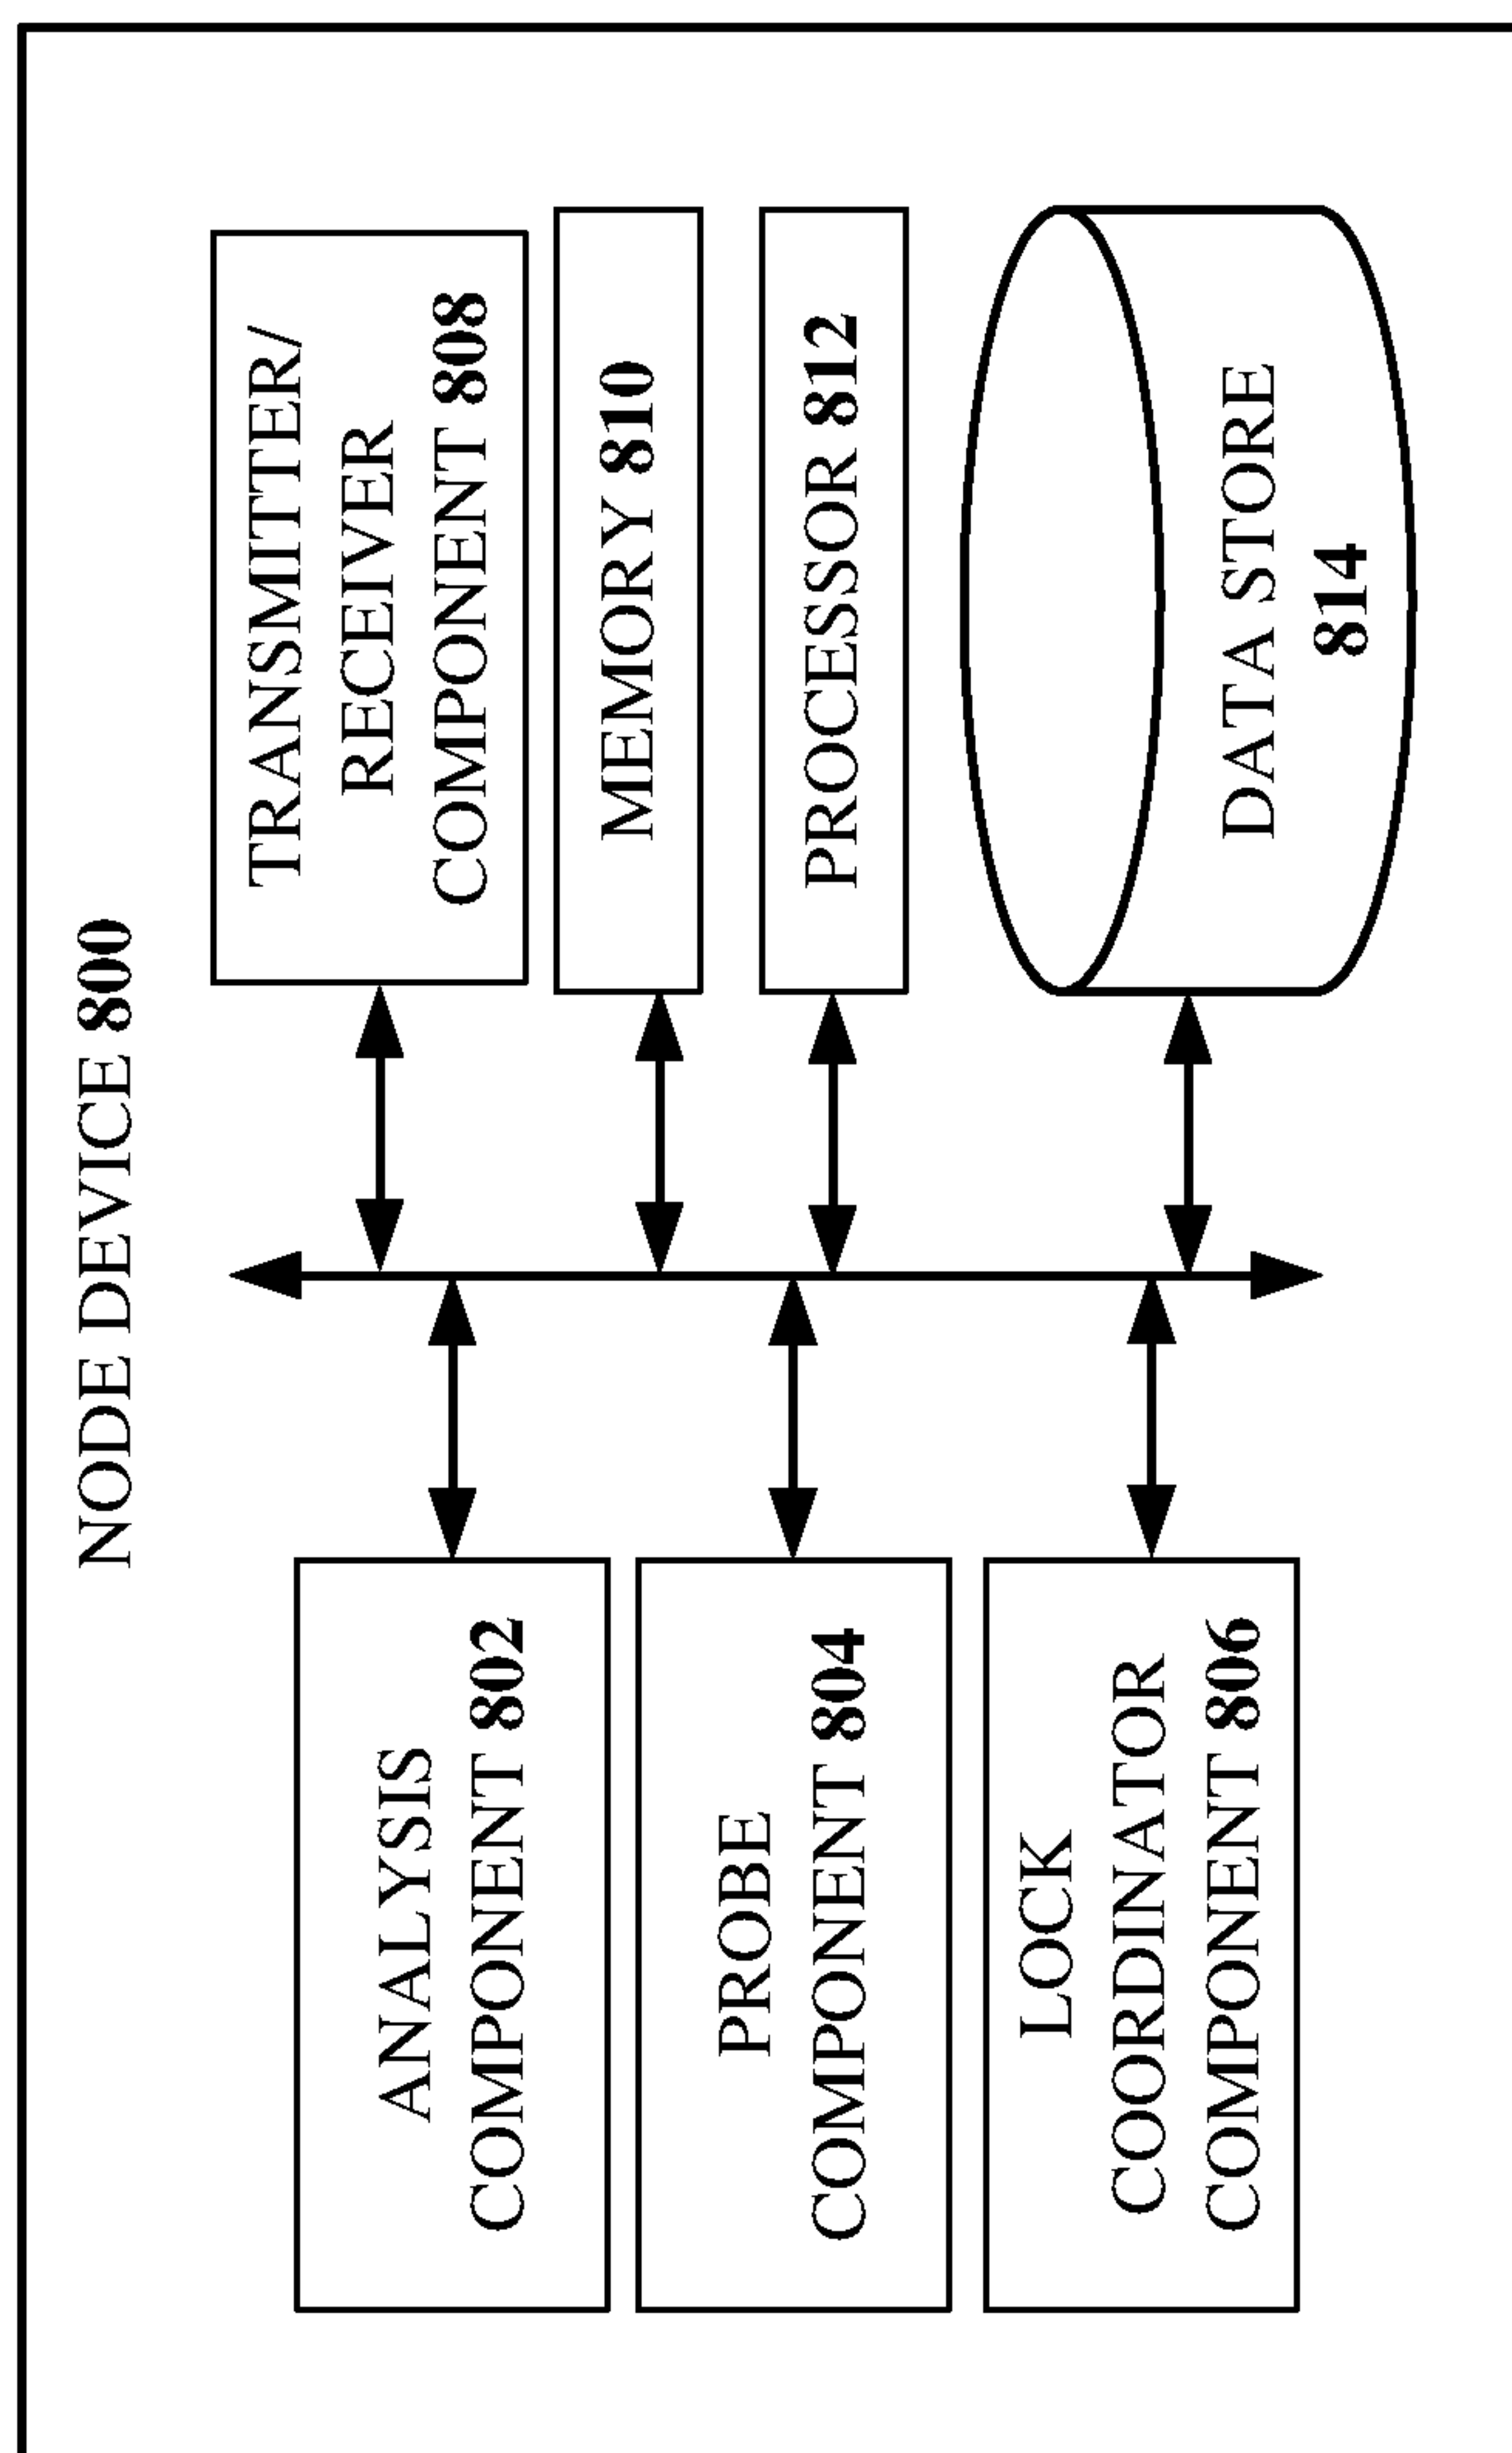 NODE DEVICE 800
ANALYSIS
COMPONENT 802
PROBE
COMPONENT 804
LOCK
COORDINATOR
COMPONENT 806
TRANSMITTER/
RECEIVER
COMPONENT 808
MEMORY 810
PROCESSOR 812
DATA STORE
814